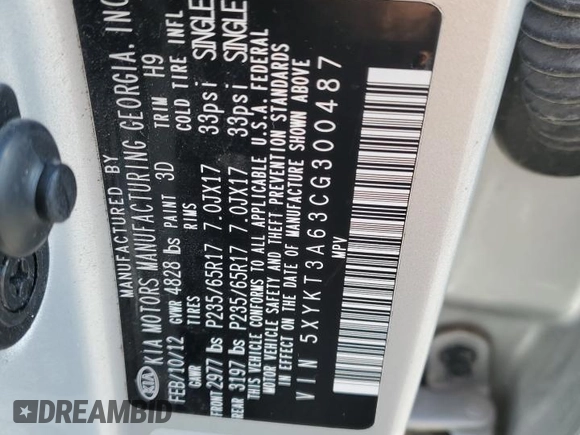 MANUFACTURED BY
KIA KIA MOTORS MANUFACTURING GEORGIA, INC
FEB/10/12 GVWR 4828 lbs PAINT 3D TRIM H9
GAWR RIMS COLD TIRE INFL
FRONT 2977 lbs P235/65R17 7.0JX17 33psi SINGLE
REAR 3197 lbs P235/65R17 7.0JX17 33psi SINGLE
THIS VEHICLE CONFORMS TO ALL APPLICABLE U.S.A. FEDERAL
MOTOR VEHICLE SAFETY AND THEFT PREVENTION STANDARDS
IN EFFECT ON THE DATE OF MANUFACTURE SHOWN ABOVE
VIN 5XYKT3A63CG300487
MPV
DREAMBID